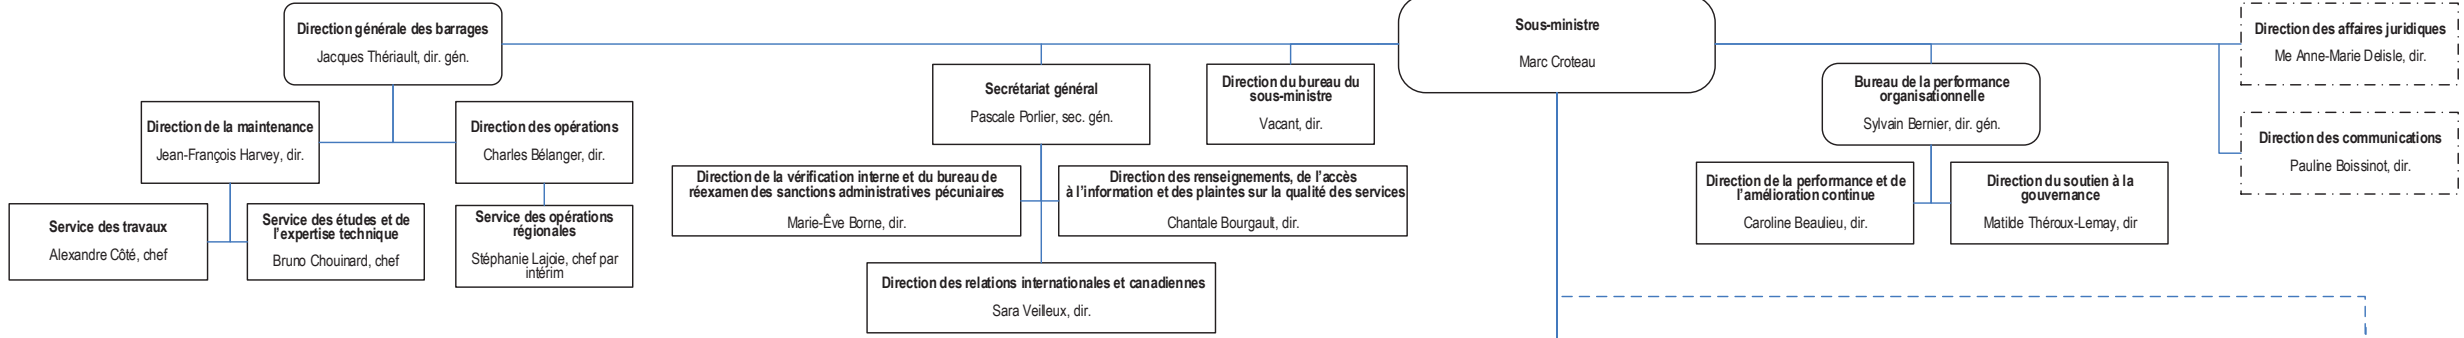 Direction générale des barrages
Jacques Thériault, dir. gén.
Direction de la maintenance
Jean-François Harvey, dir.
Direction des opérations
Charles Bélanger, dir.
Service des travaux
Alexandre Côté, chef
Service des études et de
l'expertise technique
Bruno Chouinard, chef
Service des opérations
régionales
Stéphanie Lajoie, chef par
intérim
Sous-ministre
Marc Croteau
Secrétariat général
Pascale Porlier, sec. gén.
Direction du bureau du
sous-ministre
Vacant, dir.
Direction de la vérification interne et du bureau de
réexamen des sanctions administratives pécuniaires
Marie-Ève Borne, dir.
Direction des renseignements, de l'accès
à l'information et des plaintes sur la qualité des services
Chantale Bourgault, dir.
Direction des relations internationales et canadiennes
Sara Veilleux, dir.
Bureau de la performance
organisationnelle
Sylvain Bernier, dir. gén.
Direction de la performance et de
l'amélioration continue
Caroline Beaulieu, dir.
Direction du soutien à la
gouvernance
Matilde Théroux-Lemay, dir
Direction des affaires juridiques
Me Anne-Marie Delisle, dir.
Direction des communications
Pauline Boissinot, dir.